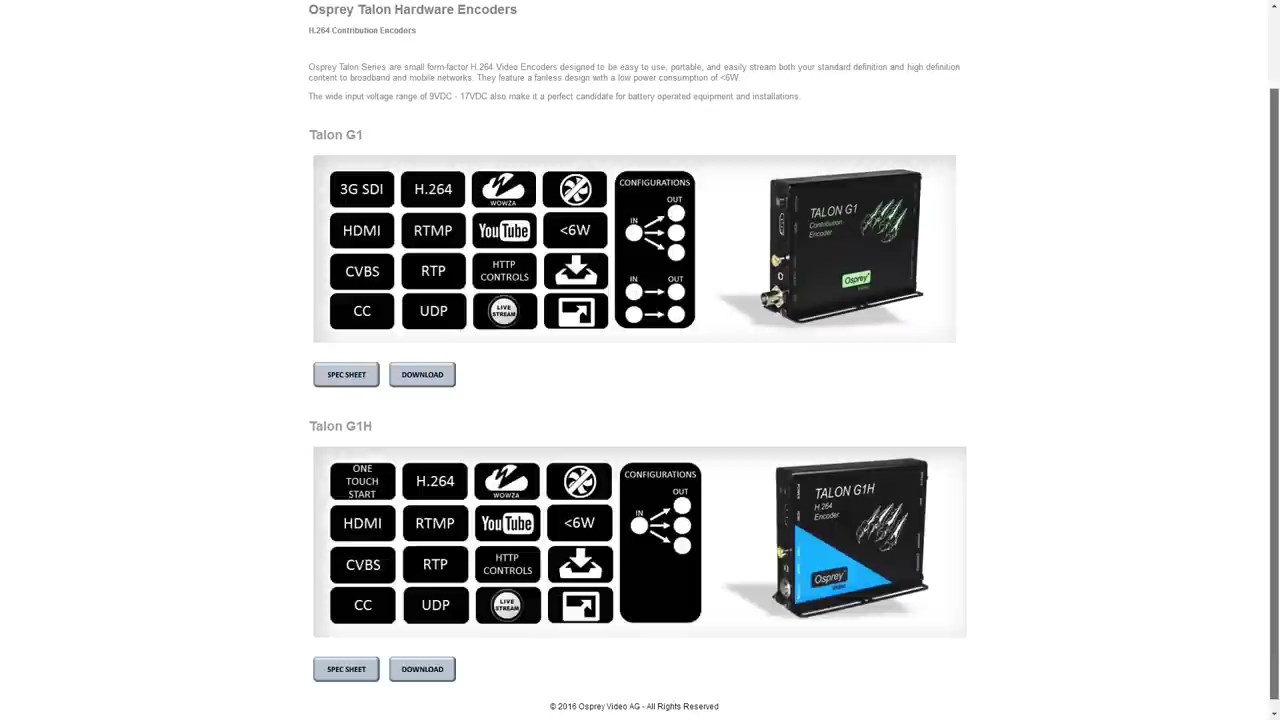 Osprey Talon Hardware Encoders
H.264 Contribution Encoders
Osprey Talon Series are small form-factor H.264 Video Encoders designed to be easy to use, portable, and easily stream both your standard definition and high definition
content to broadband and mobile networks. They feature a fanless design with a low power consumption of <6W.
The wide input voltage range of 9VDC - 17VDC also make it a perfect candidate for battery operated equipment and installations.
Talon G1
3G SDI
H.264
WOWZA
CONFIGURATIONS
OUT
IN
HDMI
RTMP
YouTube
<6W
CVBS
RTP
HTTP
CONTROLS
IN
OUT
CC
UDP
LIVE
STREAM
TALON G1
Contribution
Encoder
Osprey
VIDEO
SPEC SHEET
DOWNLOAD
Talon G1H
ONE
TOUCH
START
H.264
WOWZA
CONFIGURATIONS
OUT
IN
HDMI
RTMP
YouTube
<6W
CVBS
RTP
HTTP
CONTROLS
CC
UDP
LIVE
STREAM
TALON G1H
H.264
Encoder
Osprey
VIDEO
SPEC SHEET
DOWNLOAD
© 2016 Osprey Video AG - All Rights Reserved